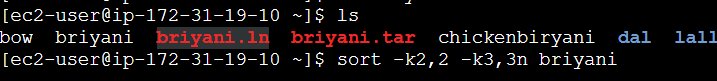 [ec2-user@ip-172-31-19-10 ~]$ ls
bow briyani briyani.ln briyani.tar chickenbiryani dal lall
[ec2-user@ip-172-31-19-10 ~]$ sort -k2,2 -k3,3n briyani